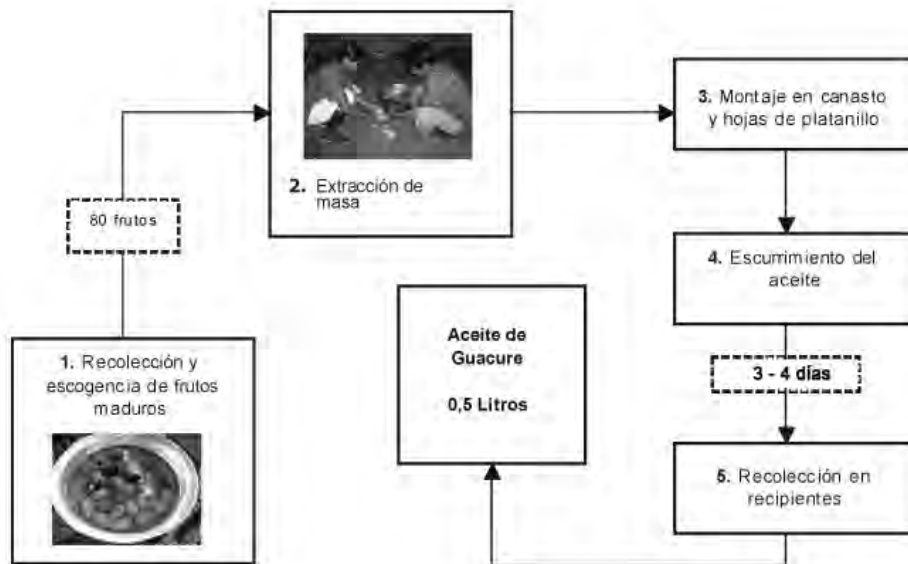 1. Recolección y
escogencia de frutos
maduros
80 frutos
2. Extracción de
masa
3. Montaje en canasto
y hojas de platanillo
4. Escurrimiento del
aceite
3 - 4 días
5. Recolección en
recipientes
Aceite de
Guacure
0,5 Litros